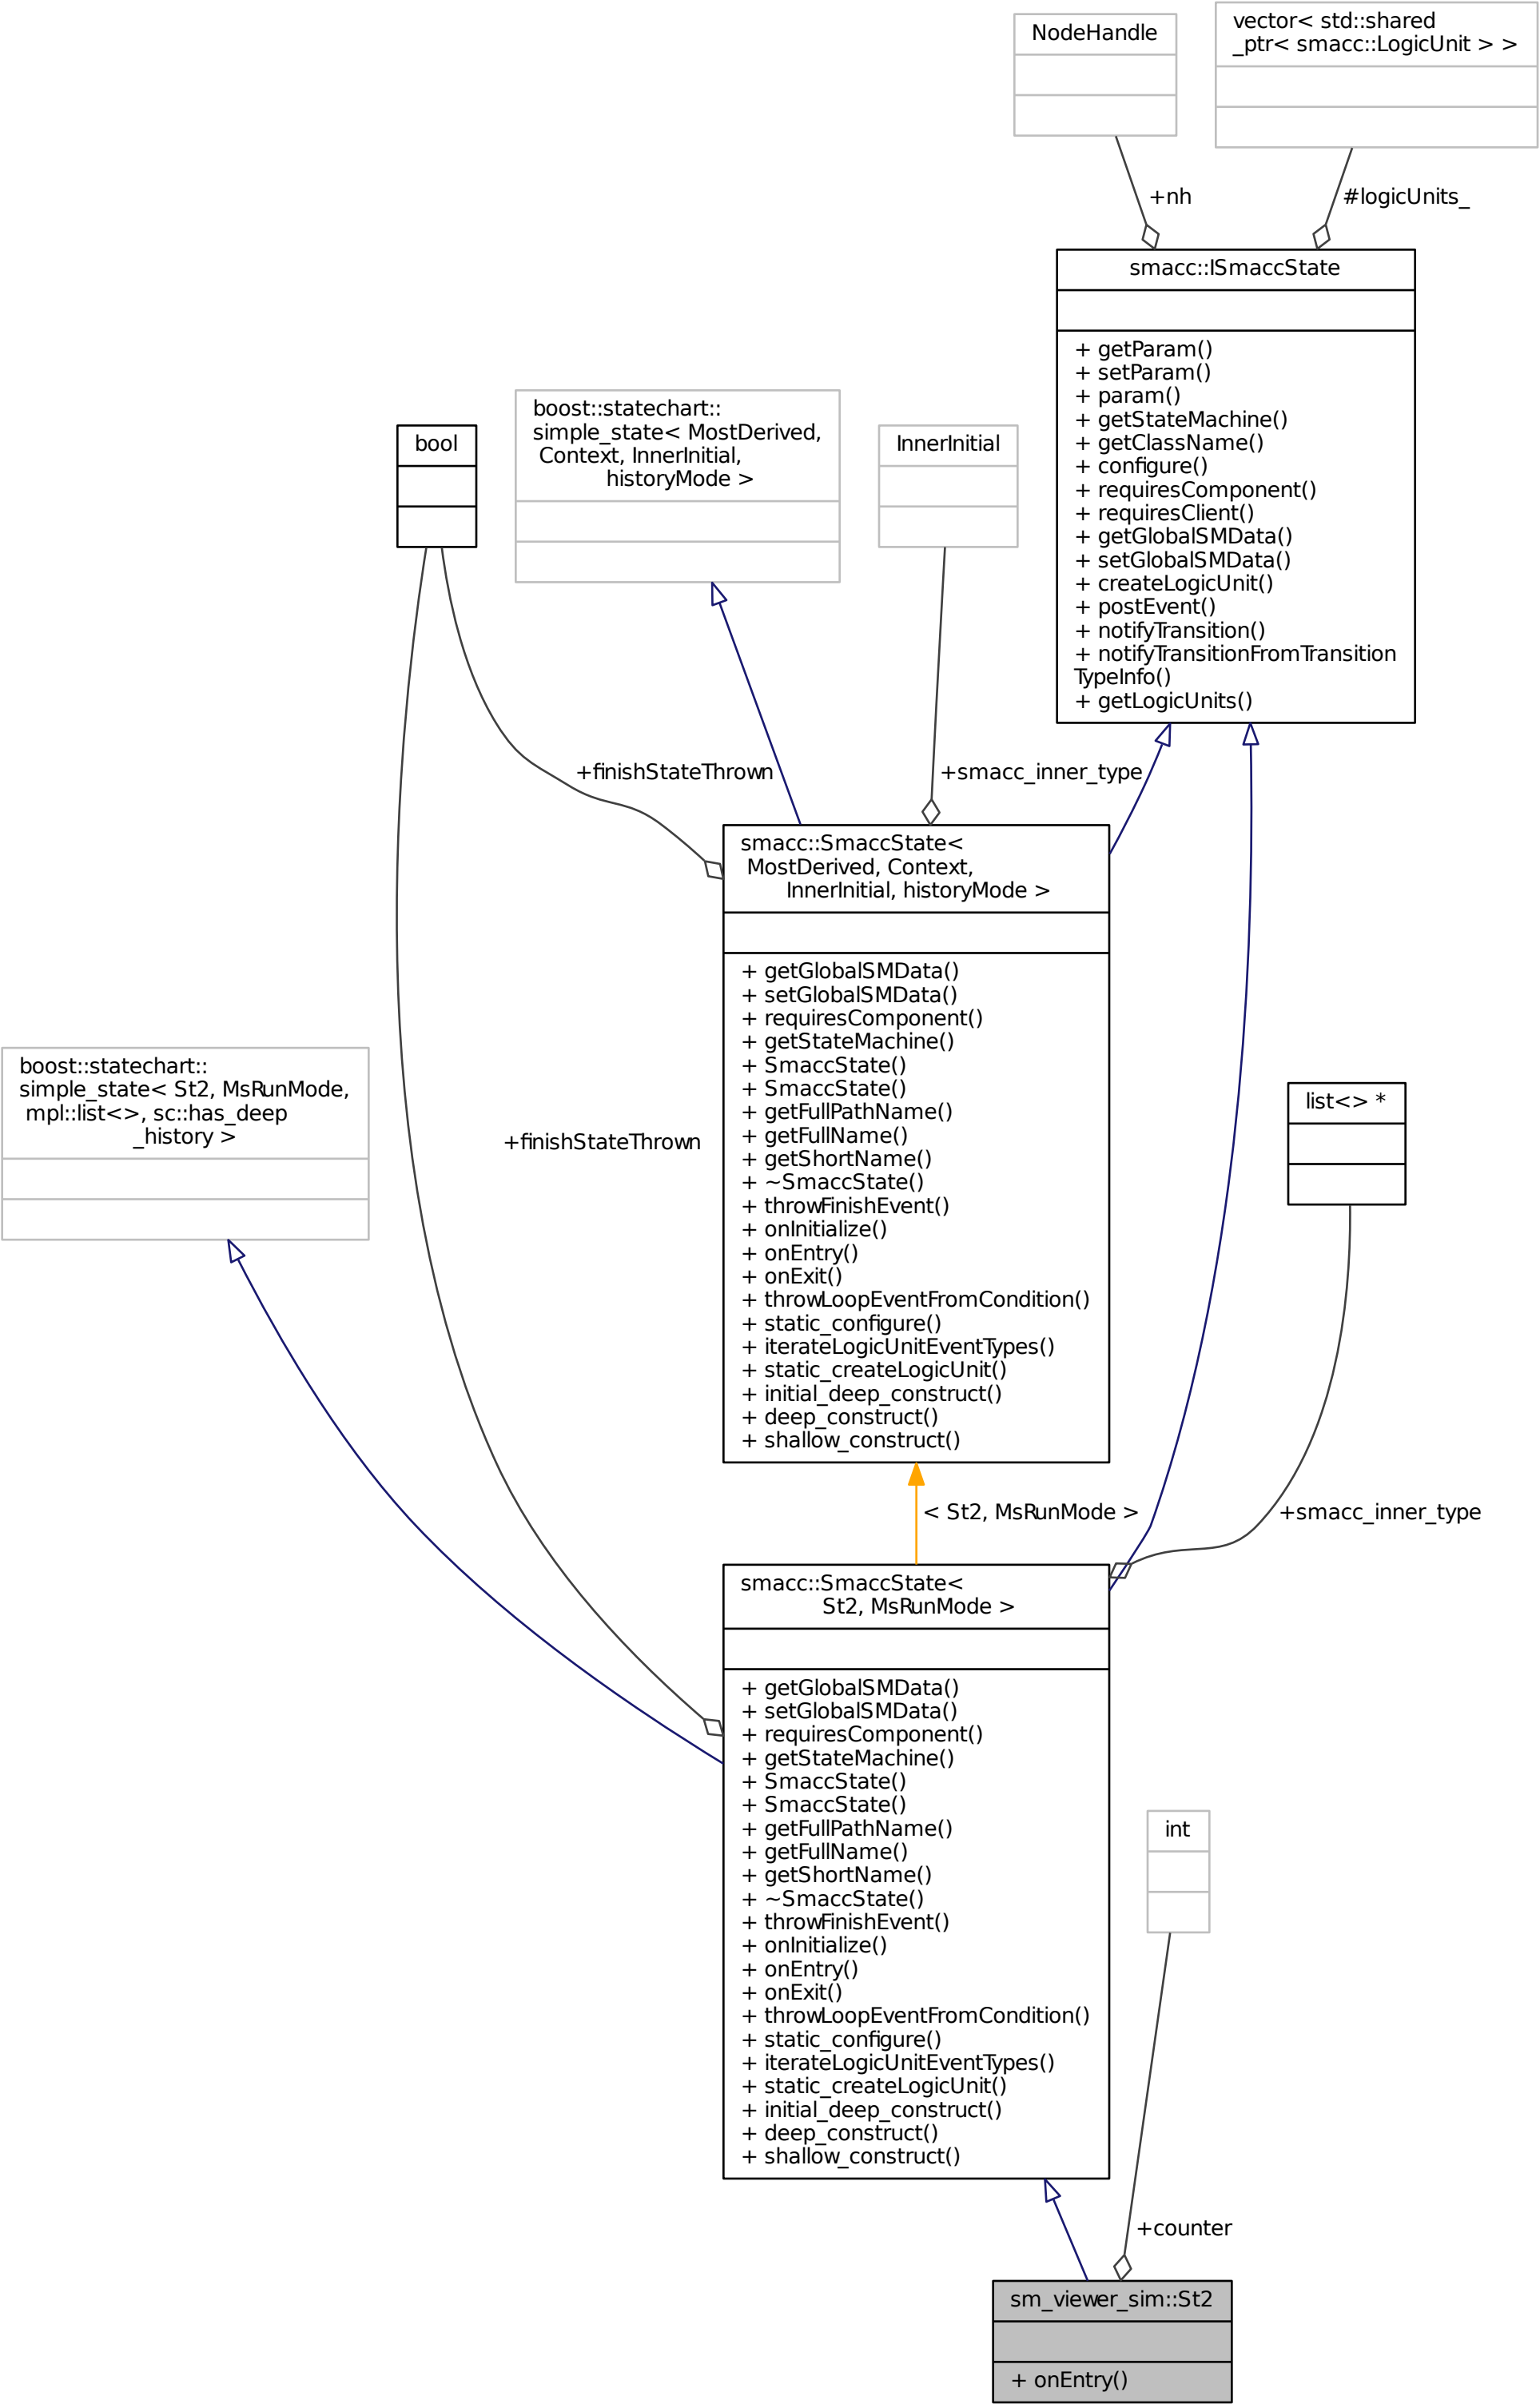 NodeHandle
vector< std::shared
_ptr< smacc::LogicUnit > >
+nh
#logicUnits_
smacc::ISmaccState
+ getParam()
+ setParam()
+ param()
+ getStateMachine()
+ getClassName()
+ configure()
+ requiresComponent()
+ requiresClient()
+ getGlobalSMData()
+ setGlobalSMData()
+ createLogicUnit()
+ postEvent()
+ notifyTransition()
+ notifyTransitionFromTransition
TypeInfo()
+ getLogicUnits()
bool
boost::statechart::
simple_state< MostDerived,
Context, InnerInitial,
historyMode >
InnerInitial
+finishStateThrown
+smacc_inner_type
smacc::SmaccState<
MostDerived, Context,
InnerInitial, historyMode >
+ getGlobalSMData()
+ setGlobalSMData()
+ requiresComponent()
+ getStateMachine()
+ SmaccState()
+ SmaccState()
+ getFullPathName()
+ getFullName()
+ getShortName()
+ ~SmaccState()
+ throwFinishEvent()
+ onInitialize()
+ onEntry()
+ onExit()
+ throwLoopEventFromCondition()
+ static_configure()
+ iterateLogicUnitEventTypes()
+ static_createLogicUnit()
+ initial_deep_construct()
+ deep_construct()
+ shallow_construct()
boost::statechart::
simple_state< St2, MsRunMode,
mpl::list<>, sc::has_deep
_history >
+finishStateThrown
list<> *
< St2, MsRunMode >
+smacc_inner_type
smacc::SmaccState<
St2, MsRunMode >
+ getGlobalSMData()
+ setGlobalSMData()
+ requiresComponent()
+ getStateMachine()
+ SmaccState()
+ SmaccState()
+ getFullPathName()
+ getFullName()
+ getShortName()
+ ~SmaccState()
+ throwFinishEvent()
+ onInitialize()
+ onEntry()
+ onExit()
+ throwLoopEventFromCondition()
+ static_configure()
+ iterateLogicUnitEventTypes()
+ static_createLogicUnit()
+ initial_deep_construct()
+ deep_construct()
+ shallow_construct()
int
+counter
sm_viewer_sim::St2
+ onEntry()